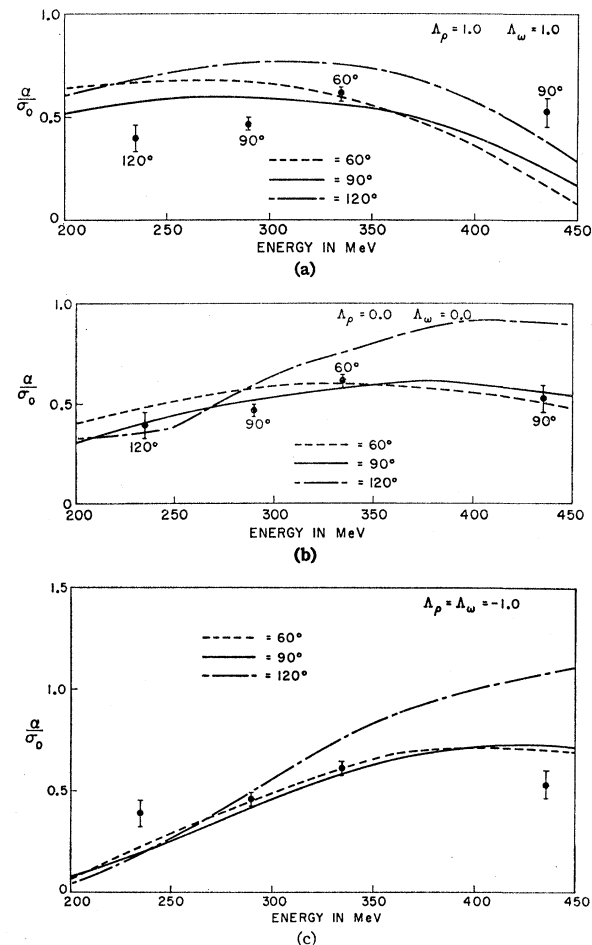 1.0
Λρ = 1.0 Λω = 1.0
α/σ₀
0.5
0
60°
90°
120°
90°
= 60°
= 90°
= 120°
200 250 300 350 400 450
ENERGY IN MeV
(a)
1.0
Λρ = 0.0 Λω = 0.0
α/σ₀
0.5
0
60°
120°
90°
90°
= 60°
= 90°
= 120°
200 250 300 350 400 450
ENERGY IN MeV
(b)
1.5
Λρ = Λω = -1.0
= 60°
= 90°
= 120°
1.0
α/σ₀
0.5
0
200 250 300 350 400 450
ENERGY IN MeV
(c)